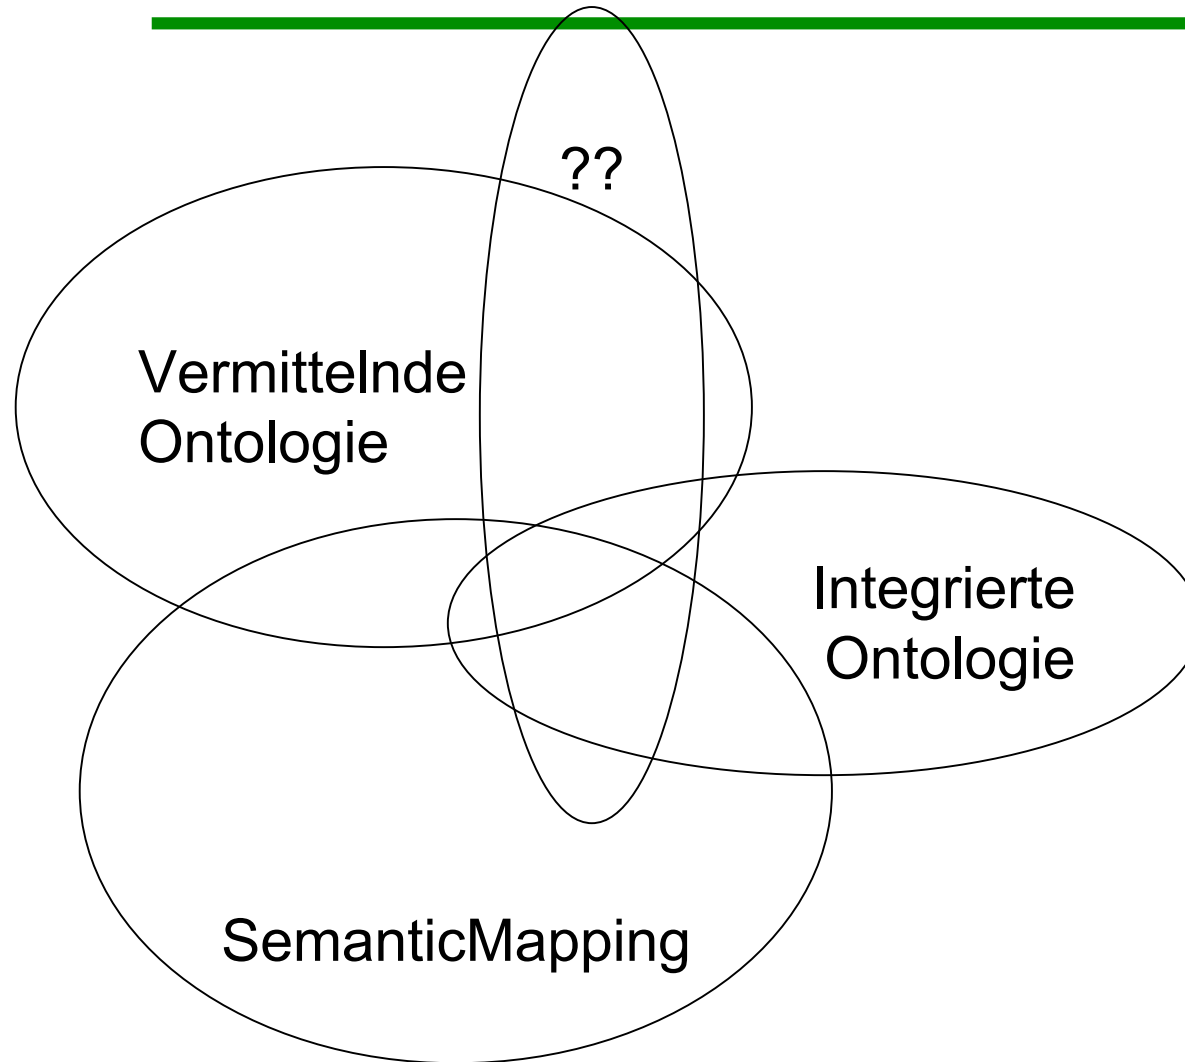 ??
Vermittelnde
Ontologie
Integrierte
Ontologie
SemanticMapping